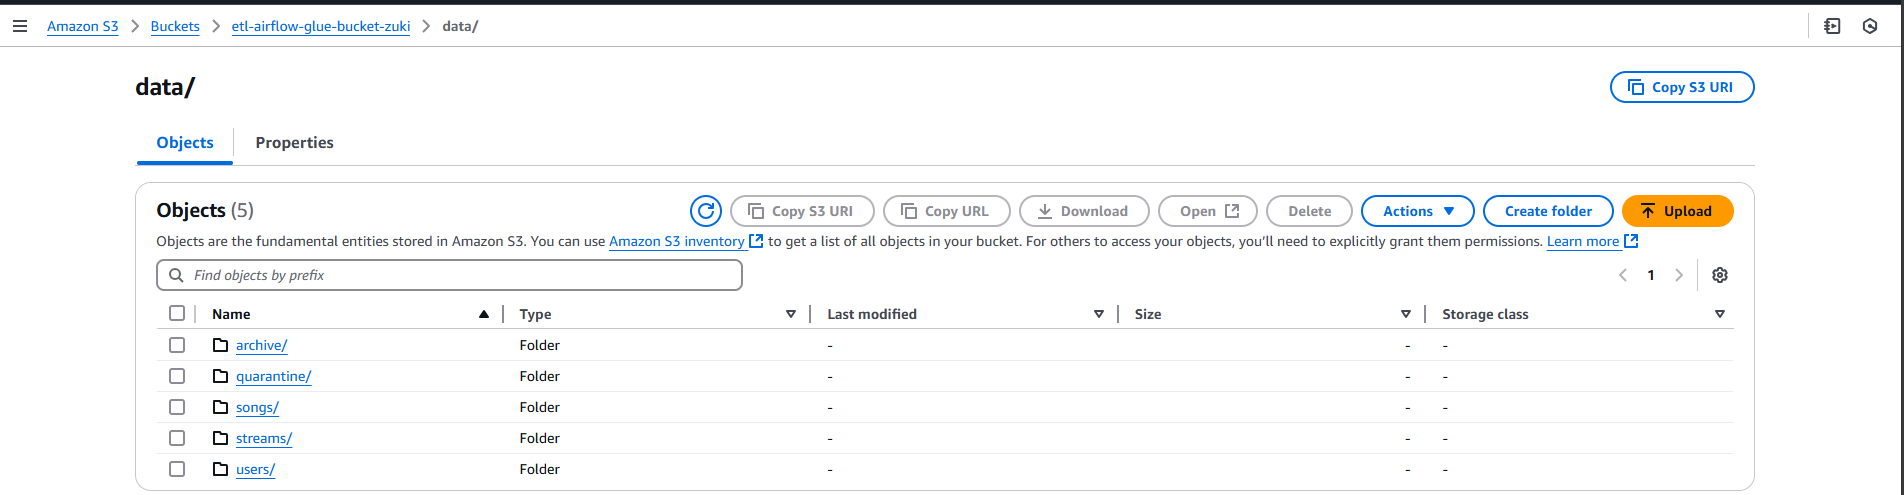 Amazon S3 > Buckets > etl-airflow-glue-bucket-zuki > data/
data/
Copy S3 URI
Objects Properties
Objects (5)
Copy S3 URI Copy URL Download Open Delete Actions Create folder Upload
Objects are the fundamental entities stored in Amazon S3. You can use Amazon S3 inventory to get a list of all objects in your bucket. For others to access your objects, you'll need to explicitly grant them permissions. Learn more
Find objects by prefix
1
Name Type Last modified Size Storage class
archive/ Folder - - -
quarantine/ Folder - - -
songs/ Folder - - -
streams/ Folder - - -
users/ Folder - - -